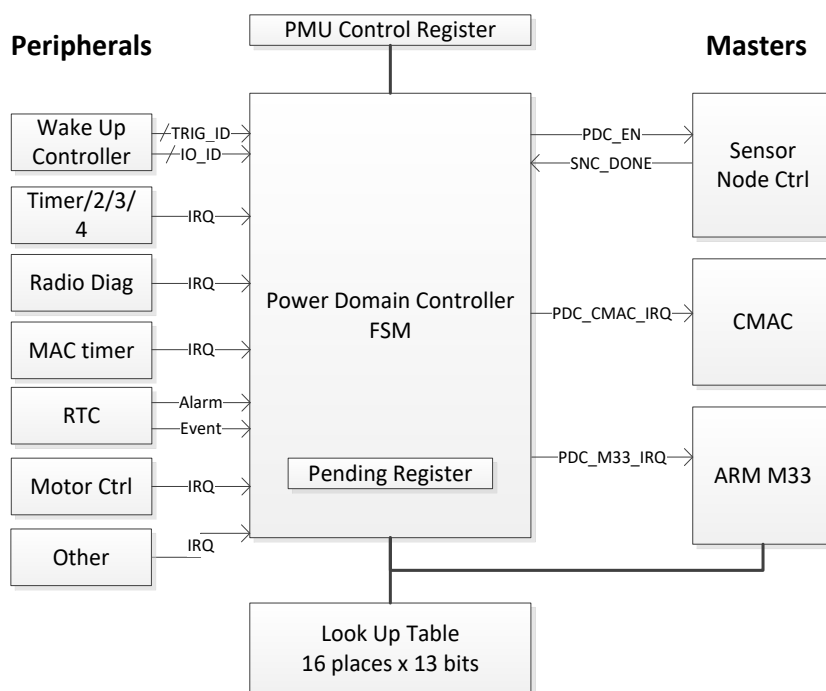 PMU Control Register
Peripherals
Masters
Wake Up
Controller
TRIG_ID
IO_ID
Timer/2/3/
4
IRQ
Radio Diag
IRQ
MAC timer
IRQ
RTC
Alarm
Event
Motor Ctrl
IRQ
Other
IRQ
Power Domain Controller
FSM
Pending Register
PDC_EN
SNC_DONE
Sensor
Node Ctrl
PDC_CMAC_IRQ
CMAC
PDC_M33_IRQ
ARM M33
Look Up Table
16 places x 13 bits